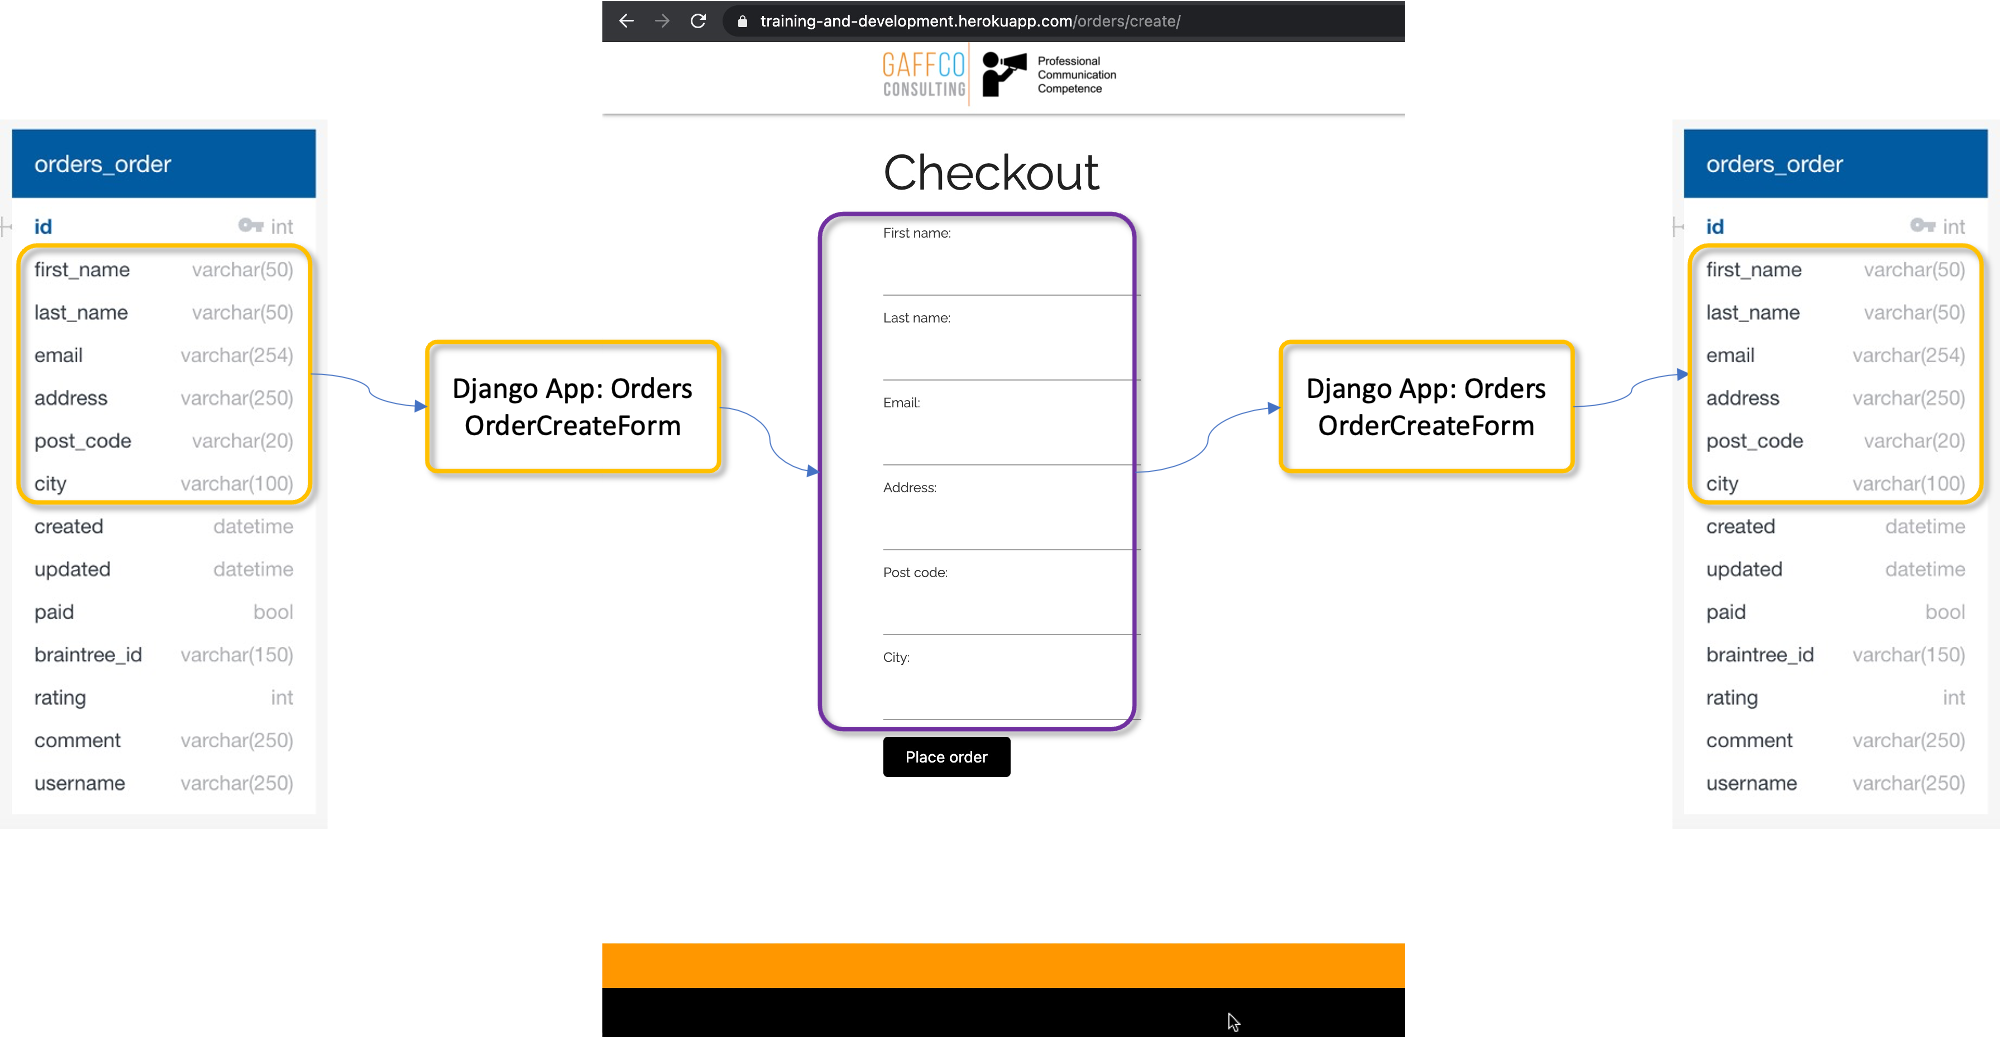 training-and-development.herokuapp.com/orders/create/
GAFFCO
CONSULTING
Professional
Communication
Competence
orders_order
id int
first_name varchar(50)
last_name varchar(50)
email varchar(254)
address varchar(250)
post_code varchar(20)
city varchar(100)
created datetime
updated datetime
paid bool
braintree_id varchar(150)
rating int
comment varchar(250)
username varchar(250)
Django App: Orders
OrderCreateForm
Checkout
First name:
Last name:
Email:
Address:
Post code:
City:
Place order
Django App: Orders
OrderCreateForm
orders_order
id int
first_name varchar(50)
last_name varchar(50)
email varchar(254)
address varchar(250)
post_code varchar(20)
city varchar(100)
created datetime
updated datetime
paid bool
braintree_id varchar(150)
rating int
comment varchar(250)
username varchar(250)